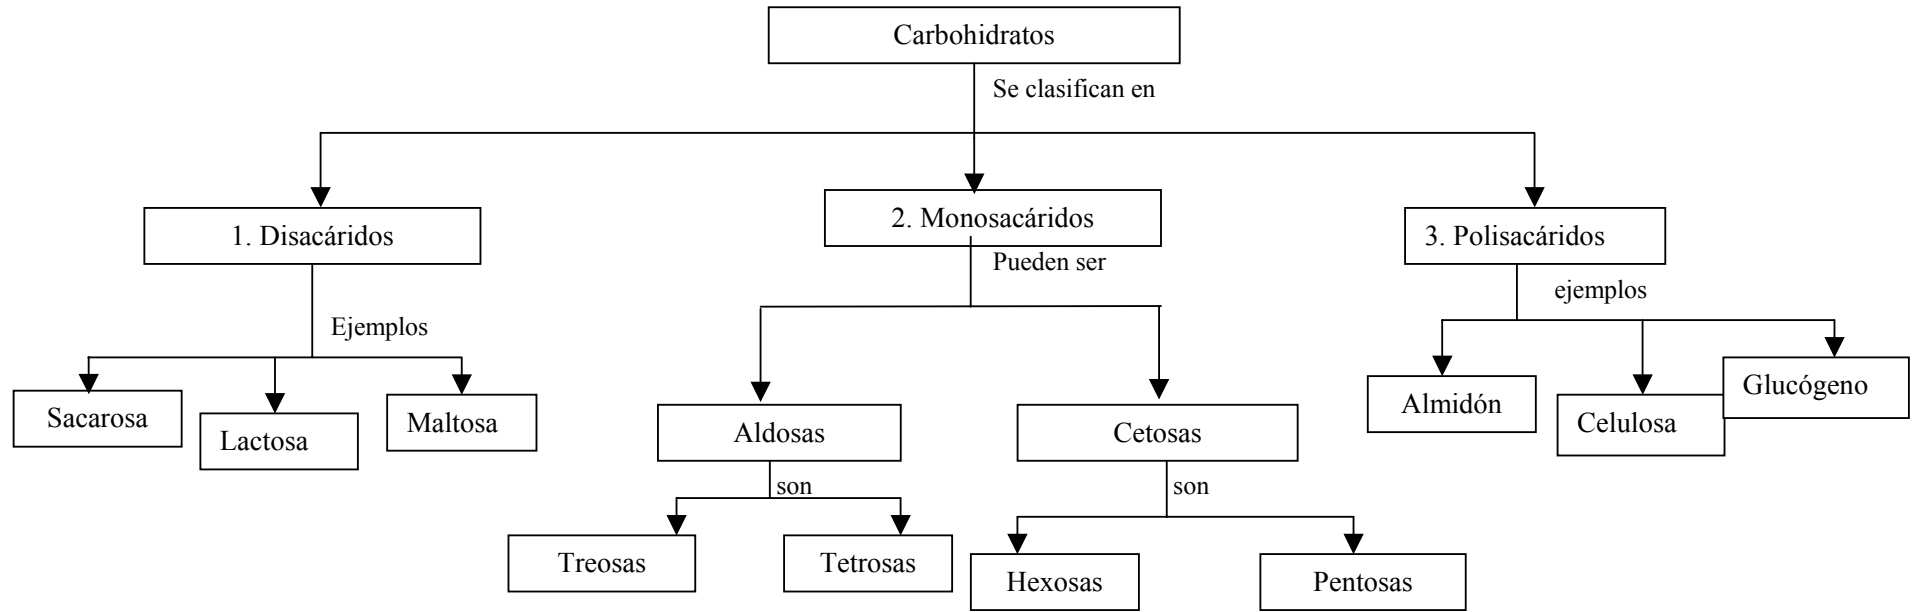 Carbohidratos
Se clasifican en
1. Disacáridos
2. Monosacáridos
3. Polisacáridos
Ejemplos
Pueden ser
ejemplos
Sacarosa
Lactosa
Maltosa
Aldosas
Cetosas
Almidón
Celulosa
Glucógeno
son
son
Treosas
Tetrosas
Hexosas
Pentosas